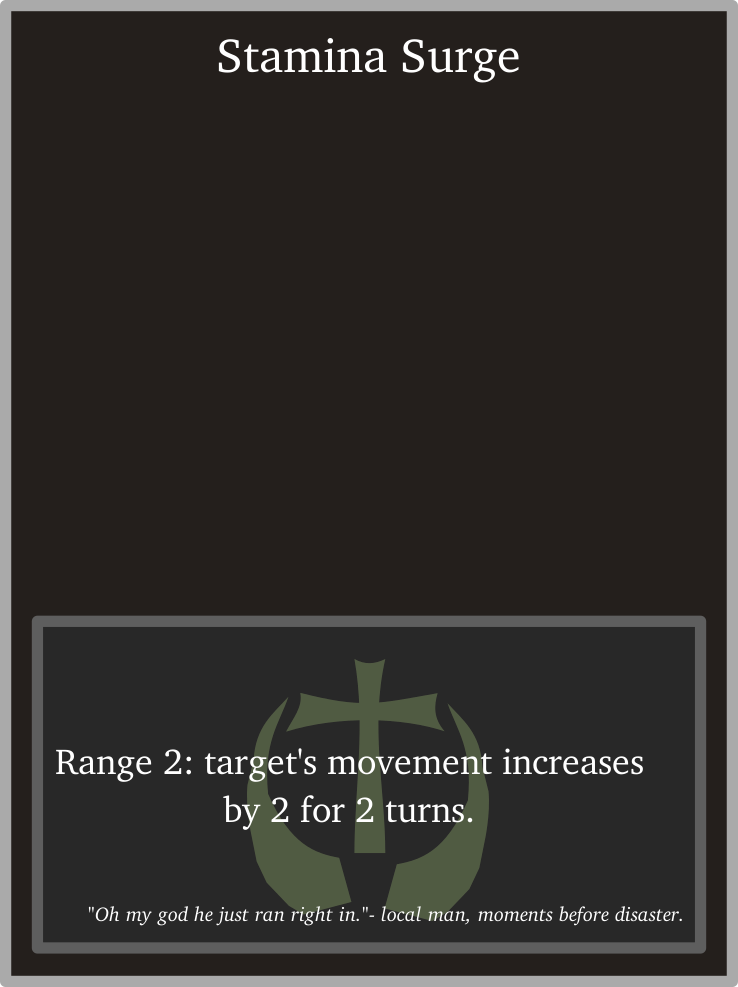 Stamina Surge
Range 2: target's movement increases
by 2 for 2 turns.
"Oh my god he just ran right in."- local man, moments before disaster.